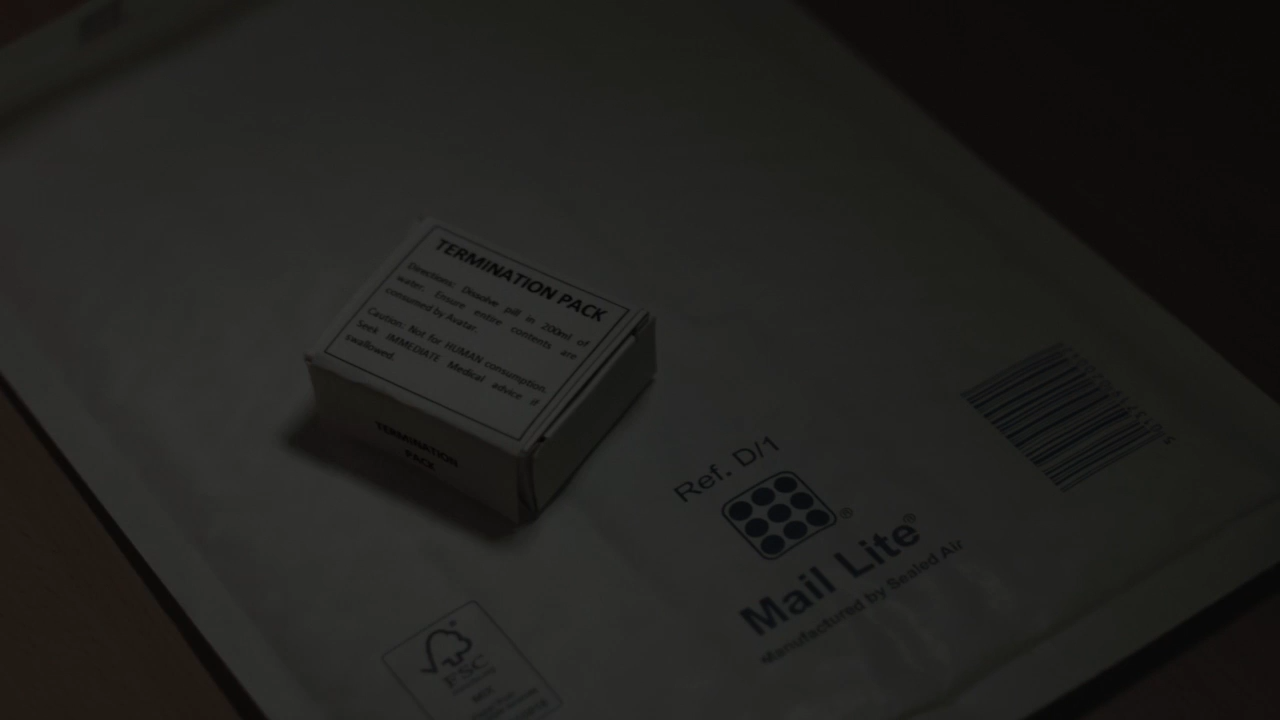 TERMINATION PACK
Directions: Dissolve pill in 200ml of
water. Ensure entire contents are
consumed by Avatar.
Caution: Not for HUMAN consumption.
Seek IMMEDIATE Medical advice if
swallowed.
TERMINATION
PACK
Ref. D/1
®
Mail Lite®
Manufactured by Sealed Air
FSC